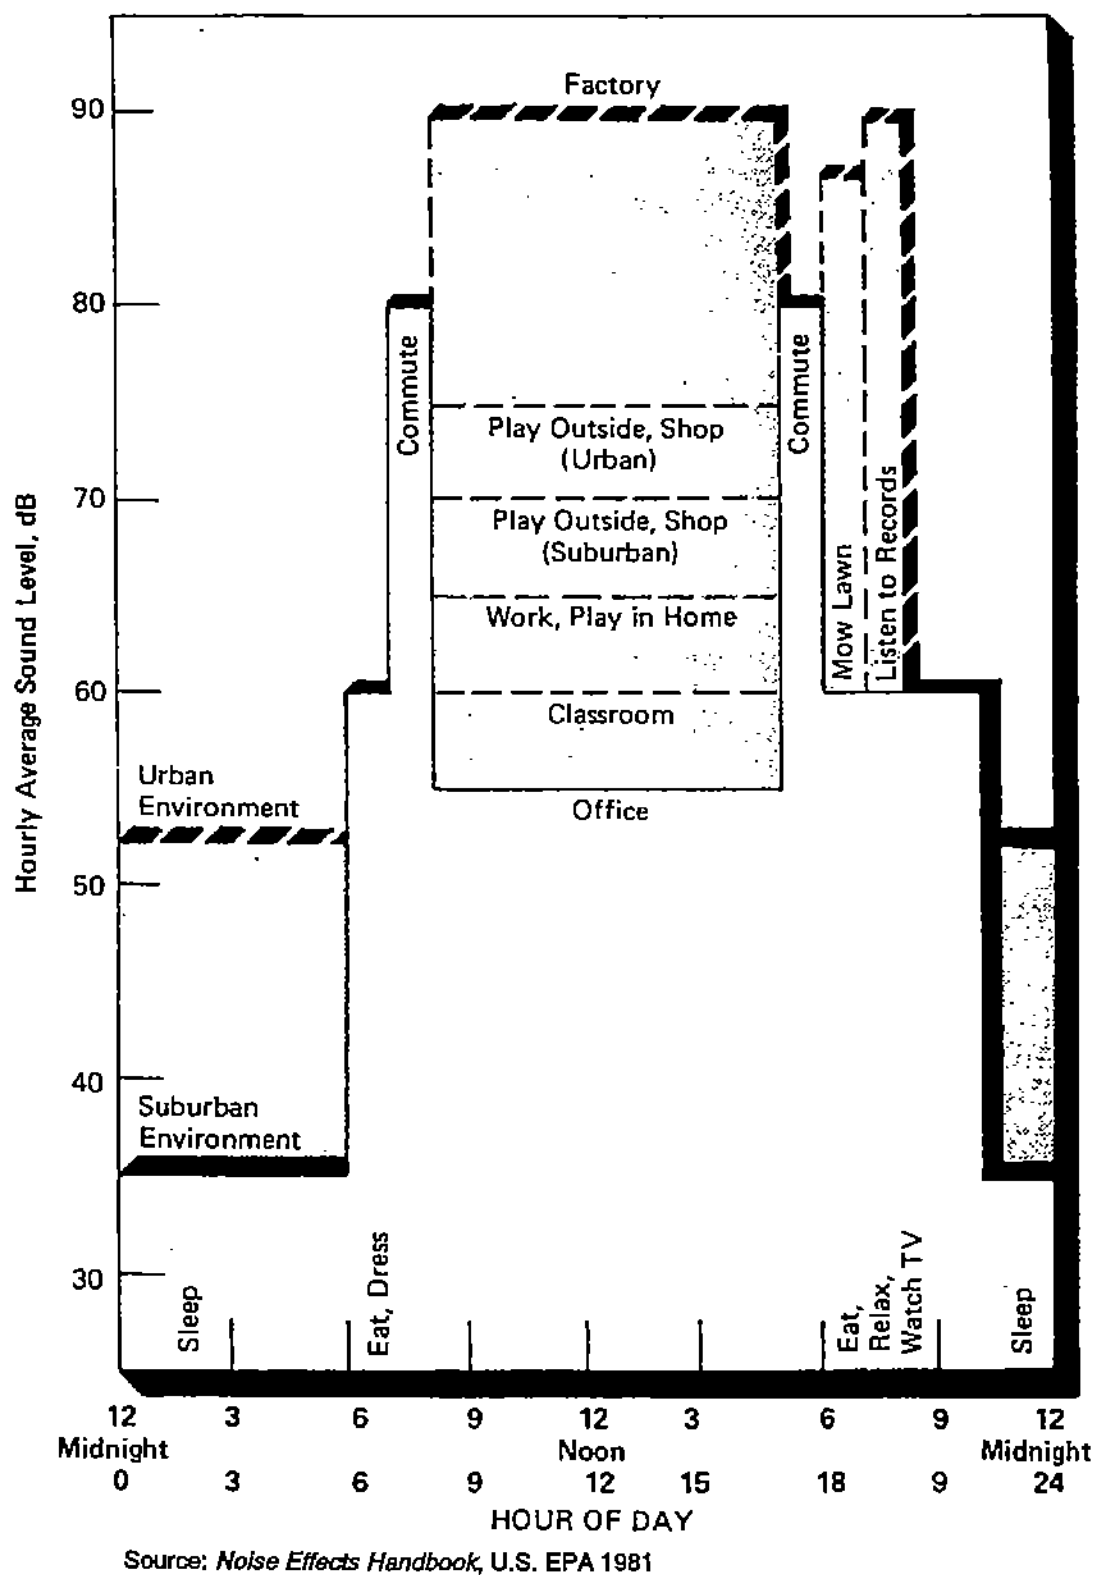 Factory
90
80
Commute
Commute
Play Outside, Shop
(Urban)
70
Play Outside, Shop
(Suburban)
Mow Lawn
Listen to Records
Work, Play in Home
60
Classroom
Office
Hourly Average Sound Level, dB
Urban
Environment
50
40
Suburban
Environment
30
Sleep
Eat, Dress
Eat,
Relax,
Watch TV
Sleep
12 3 6 9 12 3 6 9 12
Midnight Noon Midnight
0 3 6 9 12 15 18 9 24
HOUR OF DAY
Source: Noise Effects Handbook, U.S. EPA 1981